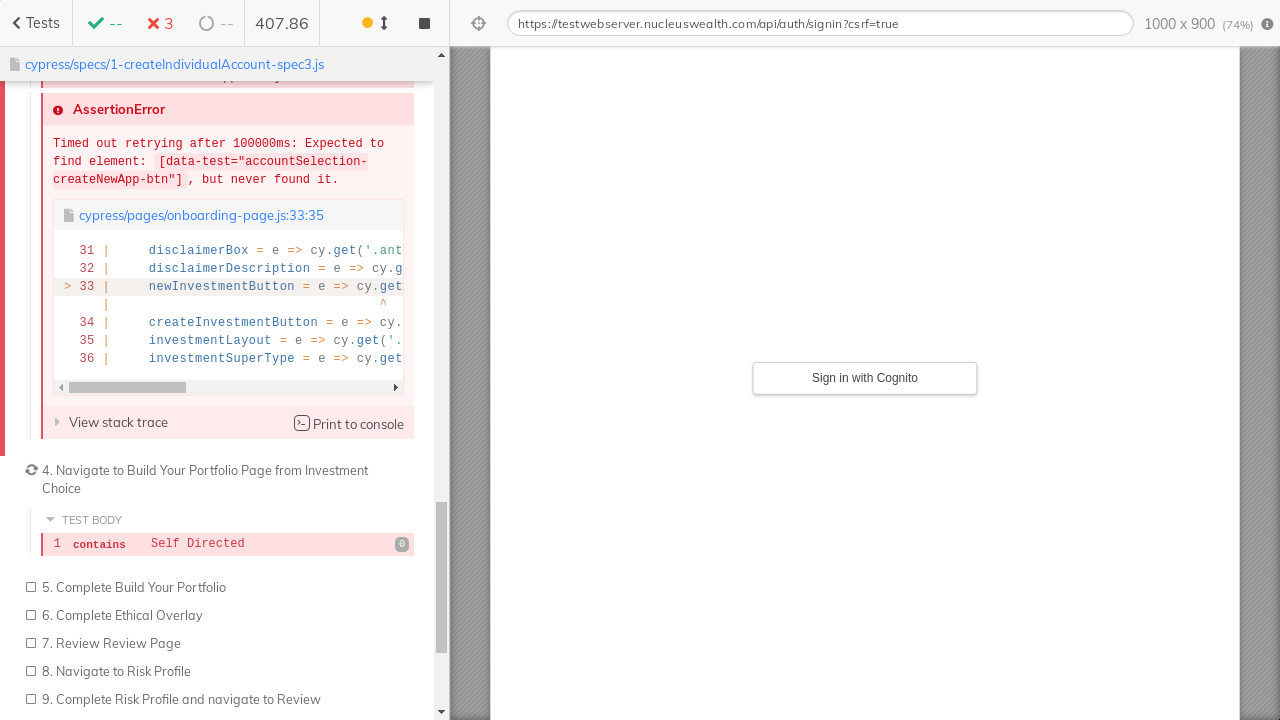 Tests
--
3
--
407.86
https://testwebserver.nucleuswealth.com/api/auth/signin?csrf=true
1000 x 900 (74%)
cypress/specs/1-createIndividualAccount-spec3.js
AssertionError
Timed out retrying after 100000ms: Expected to
find element: [data-test="accountSelection-
createNewApp-btn"], but never found it.
cypress/pages/onboarding-page.js:33:35
31 |     disclaimerBox = e => cy.get('.ant
32 |     disclaimerDescription = e => cy.g
> 33 |     newInvestmentButton = e => cy.get
|                                   ^
34 |     createInvestmentButton = e => cy.
35 |     investmentLayout = e => cy.get('.
36 |     investmentSuperType = e => cy.get
View stack trace
Print to console
4. Navigate to Build Your Portfolio Page from Investment
Choice
TEST BODY
1 contains Self Directed 0
5. Complete Build Your Portfolio
6. Complete Ethical Overlay
7. Review Review Page
8. Navigate to Risk Profile
9. Complete Risk Profile and navigate to Review
Sign in with Cognito